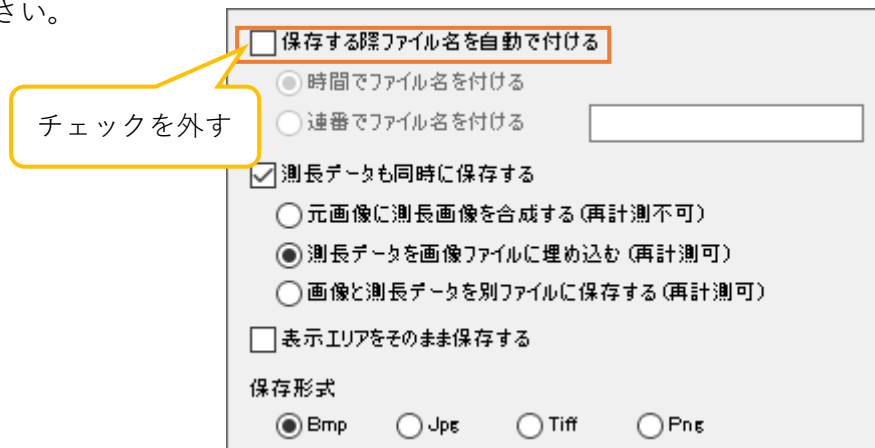 さい。
保存する際ファイル名を自動で付ける
時間でファイル名を付ける
チェックを外す
連番でファイル名を付ける
測長データも同時に保存する
元画像に測長画像を合成する(再計測不可)
測長データを画像ファイルに埋め込む(再計測可)
画像と測長データを別ファイルに保存する(再計測可)
表示エリアをそのまま保存する
保存形式
Bmp Jpg Tiff Png